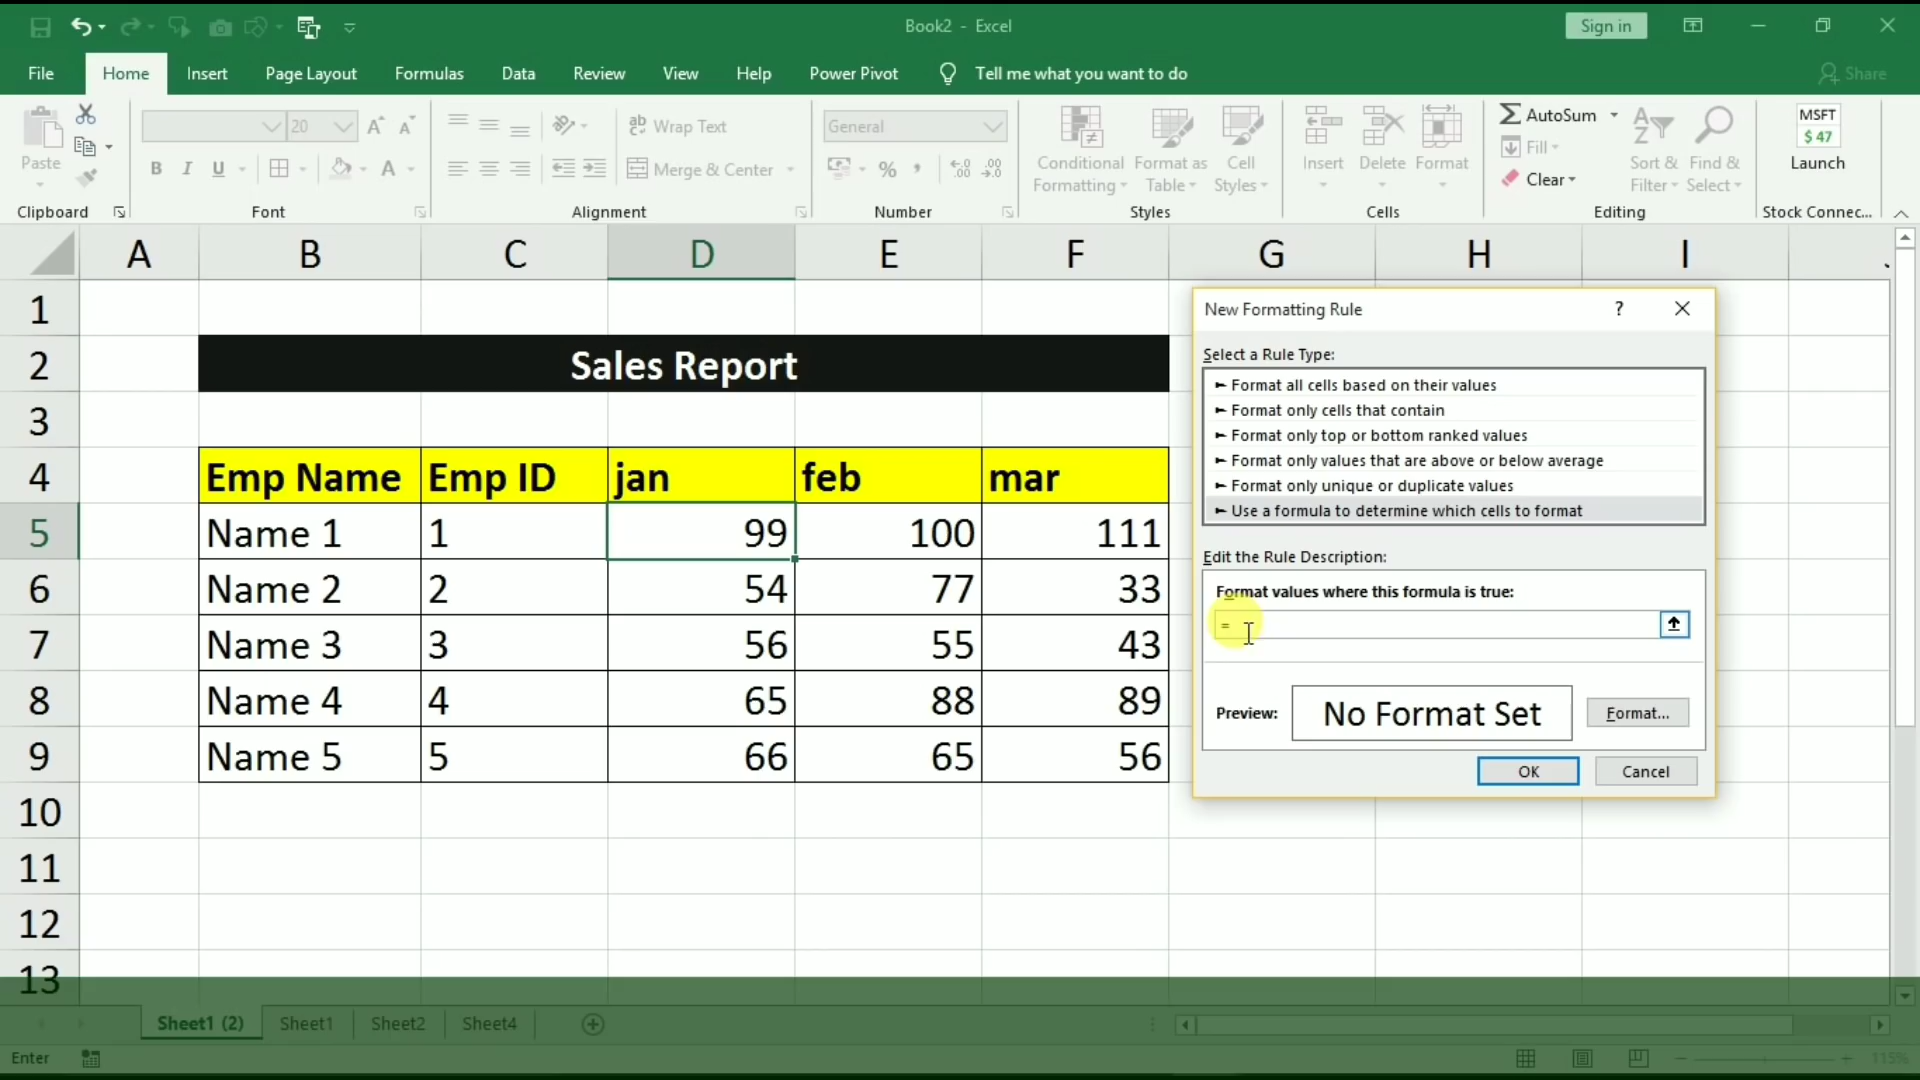 Book2 - Excel
Sign in
File Home Insert Page Layout Formulas Data Review View Help Power Pivot Tell me what you want to do Share
Paste
Clipboard
20
B I U A
Font
Wrap Text
Merge & Center
Alignment
General
Number
Conditional Formatting
Format as Table
Cell Styles
Styles
Insert Delete Format
Cells
AutoSum
Fill
Clear
Sort & Filter
Find & Select
Editing
MSFT
$ 47
Launch
Stock Connec...
A B C D E F G H I
1
2 Sales Report
3
4 Emp Name Emp ID jan feb mar
5 Name 1 1 99 100 111
6 Name 2 2 54 77 33
7 Name 3 3 56 55 43
8 Name 4 4 65 88 89
9 Name 5 5 66 65 56
10
11
12
13
New Formatting Rule ?
Select a Rule Type:
► Format all cells based on their values
► Format only cells that contain
► Format only top or bottom ranked values
► Format only values that are above or below average
► Format only unique or duplicate values
► Use a formula to determine which cells to format
Edit the Rule Description:
Format values where this formula is true:
=
Preview: No Format Set Format...
OK Cancel
Sheet1 (2) Sheet1 Sheet2 Sheet4
Enter 115%